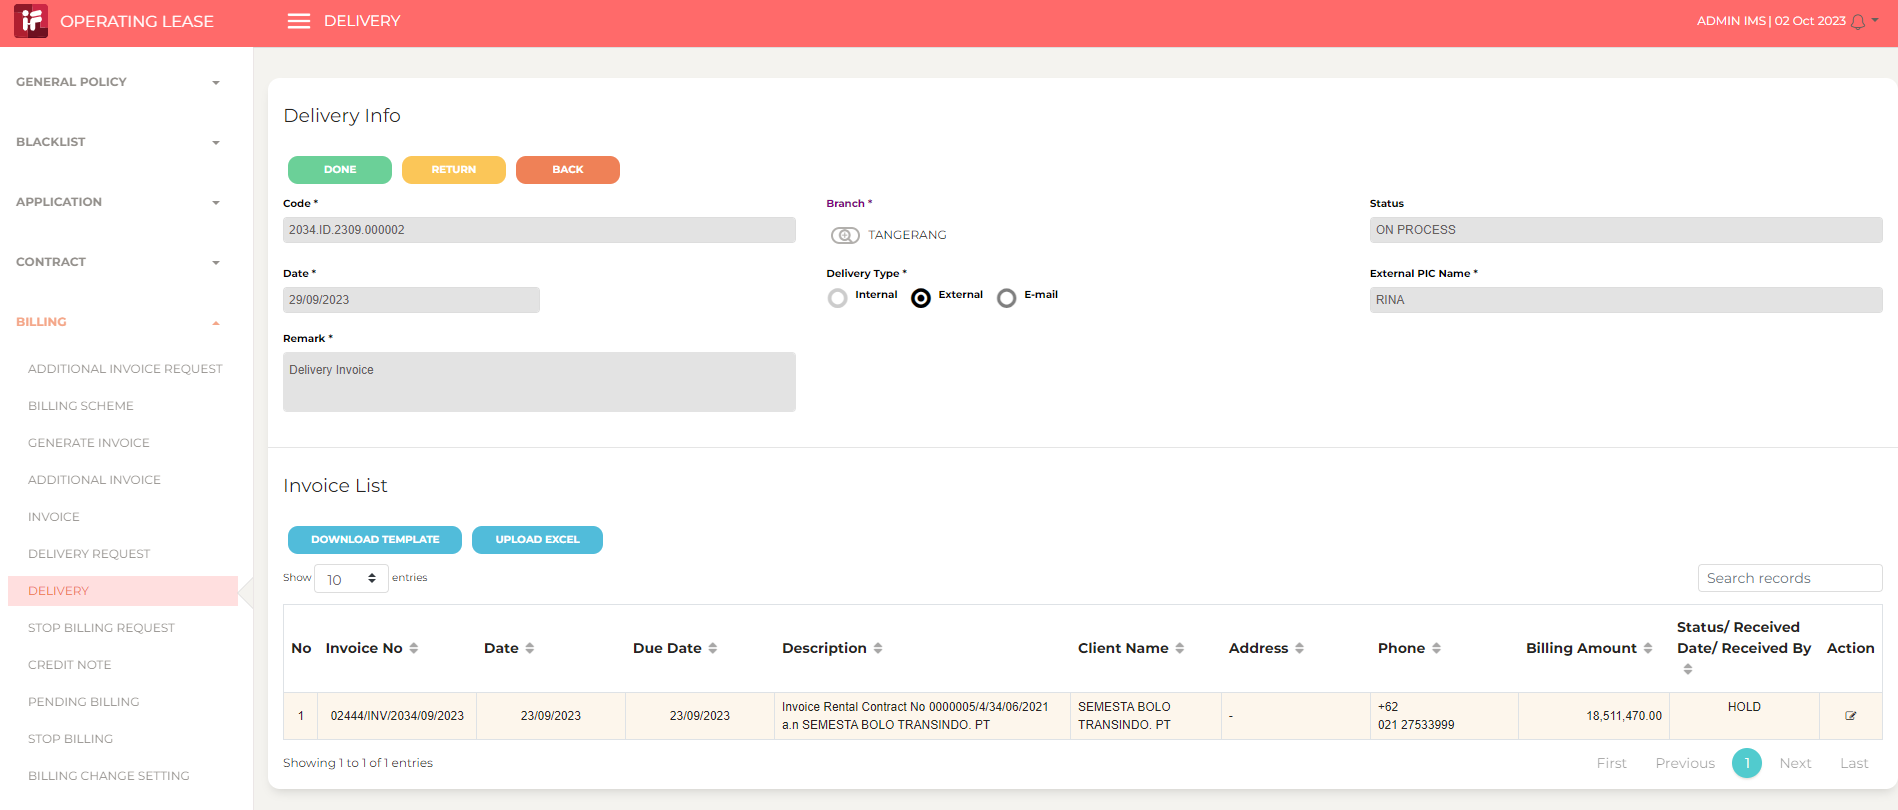 iF OPERATING LEASE
DELIVERY
ADMIN IMS | 02 Oct 2023
GENERAL POLICY
BLACKLIST
APPLICATION
CONTRACT
BILLING
ADDITIONAL INVOICE REQUEST
BILLING SCHEME
GENERATE INVOICE
ADDITIONAL INVOICE
INVOICE
DELIVERY REQUEST
DELIVERY
STOP BILLING REQUEST
CREDIT NOTE
PENDING BILLING
STOP BILLING
BILLING CHANGE SETTING
Delivery Info
DONE RETURN BACK
Code * Branch * Status
2034.ID.2309.000002 TANGERANG ON PROCESS
Date * Delivery Type * External PIC Name *
29/09/2023 Internal External E-mail RINA
Remark *
Delivery Invoice
Invoice List
DOWNLOAD TEMPLATE UPLOAD EXCEL
Show 10 entries Search records
No Invoice No Date Due Date Description Client Name Address Phone Billing Amount Status/ Received Date/ Received By Action
1 02444/INV/2034/09/2023 23/09/2023 23/09/2023 Invoice Rental Contract No 0000005/4/34/06/2021 a.n SEMESTA BOLO TRANSINDO. PT SEMESTA BOLO TRANSINDO. PT - +62 021 27533999 18,511,470.00 HOLD
Showing 1 to 1 of 1 entries First Previous 1 Next Last